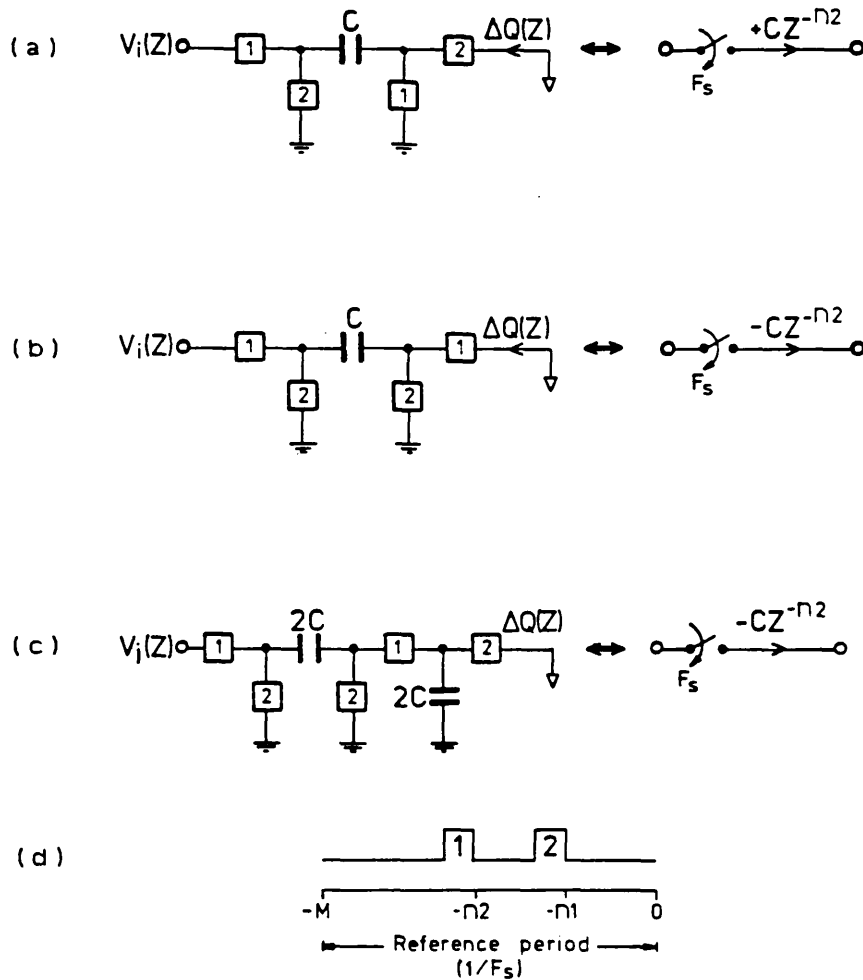 (a)
Vi(Z) 1 C 2 ΔQ(Z) +CZ^-n2
2 1 Fs
(b)
Vi(Z) 1 C 1 ΔQ(Z) -CZ^-n2
2 2 Fs
(c)
Vj(Z) 1 2C 1 2 ΔQ(Z) -CZ^-n2
2 2 2C Fs
(d)
1 2
-M -n2 -n1 0
Reference period
(1/Fs)